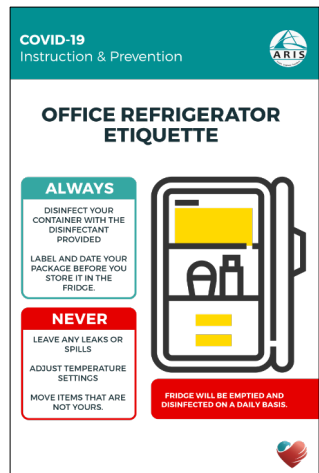 COVID-19
Instruction & Prevention
ARIS
OFFICE REFRIGERATOR
ETIQUETTE
ALWAYS
DISINFECT YOUR
CONTAINER WITH THE
DISINFECTANT
PROVIDED
LABEL AND DATE YOUR
PACKAGE BEFORE YOU
STORE IT IN THE
FRIDGE.
NEVER
LEAVE ANY LEAKS OR
SPILLS
ADJUST TEMPERATURE
SETTINGS
MOVE ITEMS THAT ARE
NOT YOURS.
FRIDGE WILL BE EMPTIED AND
DISINFECTED ON A DAILY BASIS.